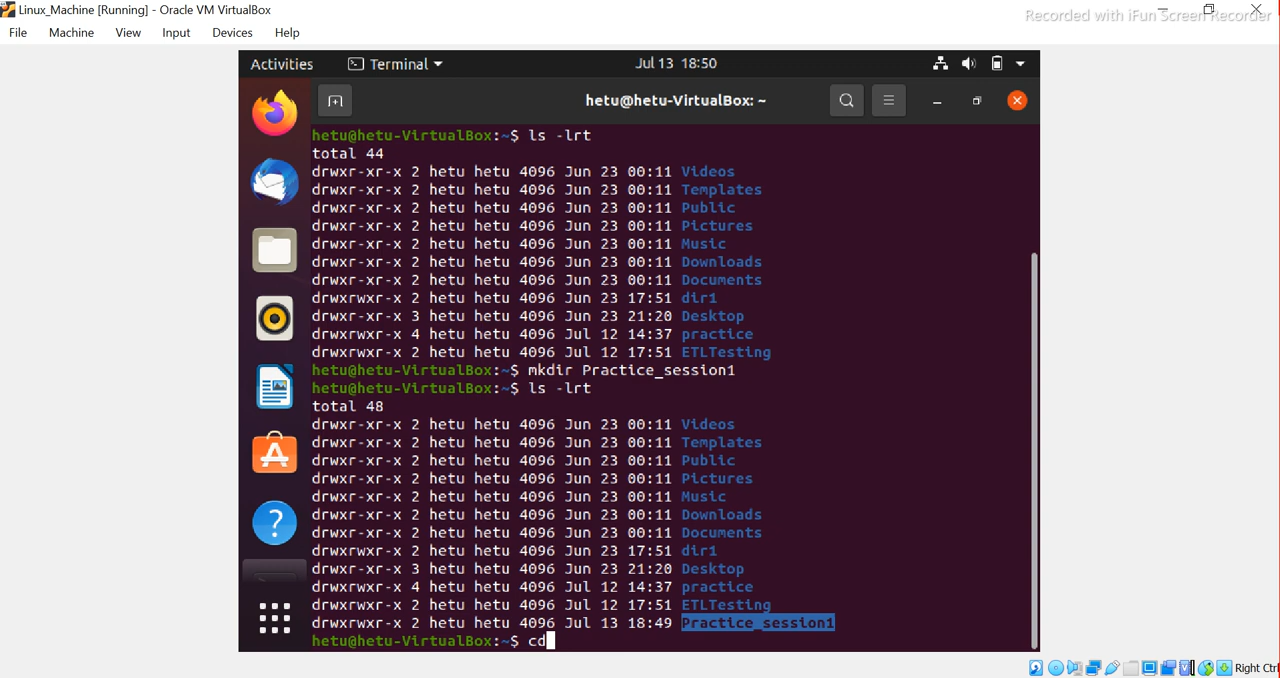 Linux_Machine [Running] - Oracle VM VirtualBox
Recorded with iFun Screen Recorder
File Machine View Input Devices Help
Activities Terminal Jul 13 18:50
hetu@hetu-VirtualBox: ~
hetu@hetu-VirtualBox:~$ ls -lrt
total 44
drwxr-xr-x 2 hetu hetu 4096 Jun 23 00:11 Videos
drwxr-xr-x 2 hetu hetu 4096 Jun 23 00:11 Templates
drwxr-xr-x 2 hetu hetu 4096 Jun 23 00:11 Public
drwxr-xr-x 2 hetu hetu 4096 Jun 23 00:11 Pictures
drwxr-xr-x 2 hetu hetu 4096 Jun 23 00:11 Music
drwxr-xr-x 2 hetu hetu 4096 Jun 23 00:11 Downloads
drwxr-xr-x 2 hetu hetu 4096 Jun 23 00:11 Documents
drwxrwxr-x 2 hetu hetu 4096 Jun 23 17:51 dir1
drwxr-xr-x 3 hetu hetu 4096 Jun 23 21:20 Desktop
drwxrwxr-x 4 hetu hetu 4096 Jul 12 14:37 practice
drwxrwxr-x 2 hetu hetu 4096 Jul 12 17:51 ETLTesting
hetu@hetu-VirtualBox:~$ mkdir Practice_session1
hetu@hetu-VirtualBox:~$ ls -lrt
total 48
drwxr-xr-x 2 hetu hetu 4096 Jun 23 00:11 Videos
drwxr-xr-x 2 hetu hetu 4096 Jun 23 00:11 Templates
drwxr-xr-x 2 hetu hetu 4096 Jun 23 00:11 Public
drwxr-xr-x 2 hetu hetu 4096 Jun 23 00:11 Pictures
drwxr-xr-x 2 hetu hetu 4096 Jun 23 00:11 Music
drwxr-xr-x 2 hetu hetu 4096 Jun 23 00:11 Downloads
drwxr-xr-x 2 hetu hetu 4096 Jun 23 00:11 Documents
drwxrwxr-x 2 hetu hetu 4096 Jun 23 17:51 dir1
drwxr-xr-x 3 hetu hetu 4096 Jun 23 21:20 Desktop
drwxrwxr-x 4 hetu hetu 4096 Jul 12 14:37 practice
drwxrwxr-x 2 hetu hetu 4096 Jul 12 17:51 ETLTesting
drwxrwxr-x 2 hetu hetu 4096 Jul 13 18:49 Practice_session1
hetu@hetu-VirtualBox:~$ cd
Right Ctrl